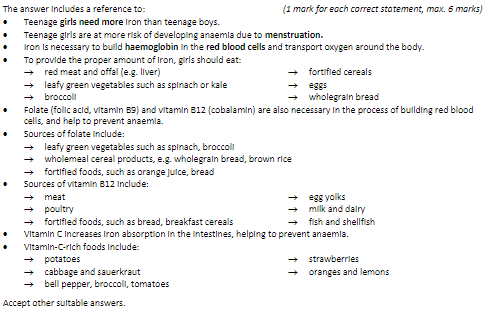 The answer includes a reference to: (1 mark for each correct statement, max. 6 marks)
• Teenage girls need more iron than teenage boys.
• Teenage girls are at more risk of developing anaemia due to menstruation.
• Iron is necessary to build haemoglobin in the red blood cells and transport oxygen around the body.
• To provide the proper amount of iron, girls should eat:
→ red meat and offal (e.g. liver) → fortified cereals
→ leafy green vegetables such as spinach or kale → eggs
→ broccoli → wholegrain bread
• Folate (folic acid, vitamin B9) and vitamin B12 (cobalamin) are also necessary in the process of building red blood
cells, and help to prevent anaemia.
• Sources of folate include:
→ leafy green vegetables such as spinach, broccoli
→ wholemeal cereal products, e.g. wholegrain bread, brown rice
→ fortified foods, such as orange juice, bread
• Sources of vitamin B12 include:
→ meat → egg yolks
→ poultry → milk and dairy
→ fortified foods, such as bread, breakfast cereals → fish and shellfish
• Vitamin C increases iron absorption in the intestines, helping to prevent anaemia.
• Vitamin-C-rich foods include:
→ potatoes → strawberries
→ cabbage and sauerkraut → oranges and lemons
→ bell pepper, broccoli, tomatoes
Accept other suitable answers.